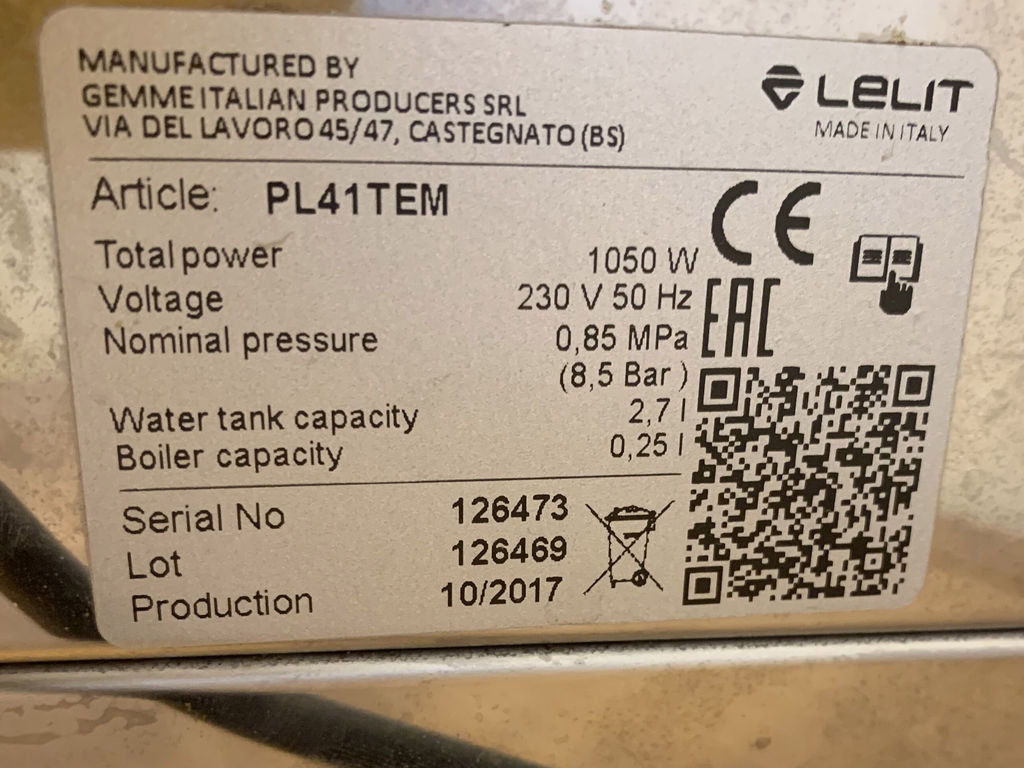 MANUFACTURED BY
GEMME ITALIAN PRODUCERS SRL
VIA DEL LAVORO 45/47, CASTEGNATO (BS)
LELIT
MADE IN ITALY
Article: PL41TEM
Total power 1050 W
Voltage 230 V 50 Hz
Nominal pressure 0,85 MPa
(8,5 Bar )
Water tank capacity 2,7 l
Boiler capacity 0,25 l
CE
EAC
Serial No 126473
Lot 126469
Production 10/2017